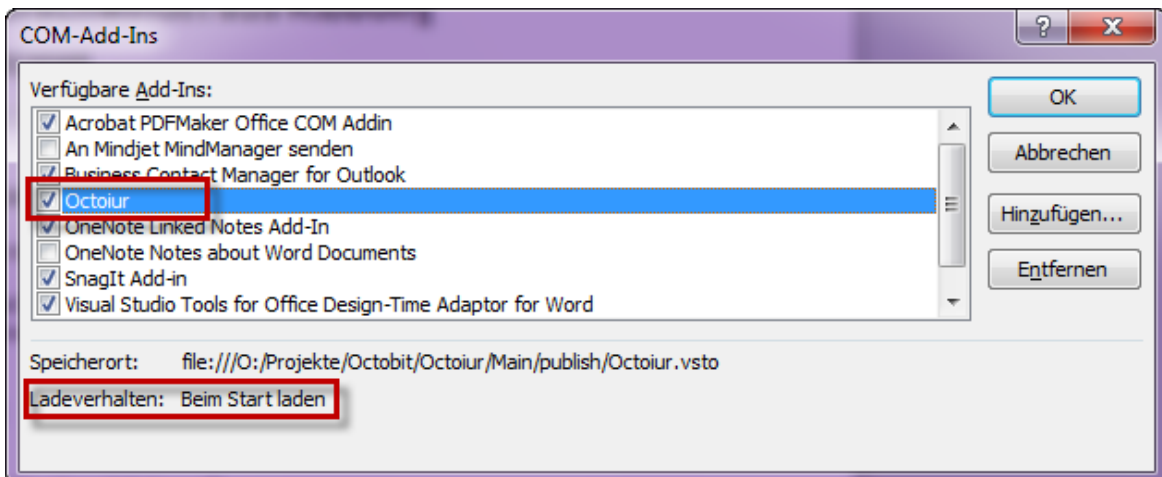 COM-Add-Ins
Verfügbare Add-Ins:
Acrobat PDFMaker Office COM Addin
An Mindjet MindManager senden
Business Contact Manager for Outlook
Octoiur
OneNote Linked Notes Add-In
OneNote Notes about Word Documents
SnagIt Add-in
Visual Studio Tools for Office Design-Time Adaptor for Word
OK
Abbrechen
Hinzufügen...
Entfernen
Speicherort: file:///O:/Projekte/Octobit/Octoiur/Main/publish/Octoiur.vsto
Ladeverhalten: Beim Start laden